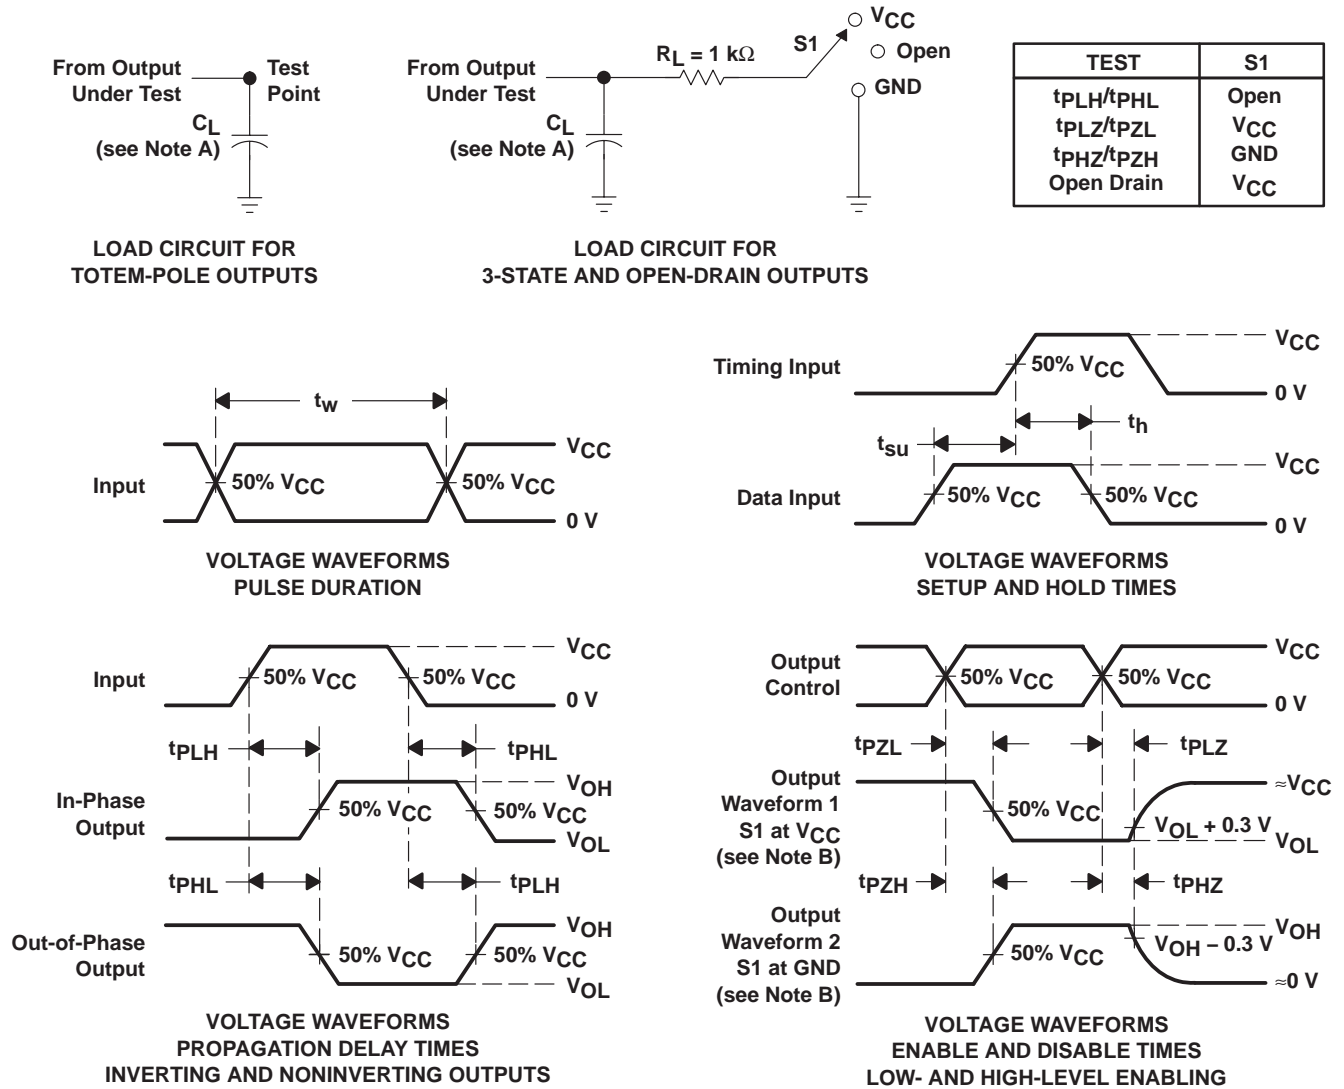 From Output
Under Test
Test
Point
CL
(see Note A)
LOAD CIRCUIT FOR
TOTEM-POLE OUTPUTS
From Output
Under Test
RL = 1 kΩ
S1
VCC
Open
GND
CL
(see Note A)
LOAD CIRCUIT FOR
3-STATE AND OPEN-DRAIN OUTPUTS
TEST S1
tPLH/tPHL Open
tPLZ/tPZL VCC
tPHZ/tPZH GND
Open Drain VCC
tw
Input
50% VCC
50% VCC
VCC
0 V
VOLTAGE WAVEFORMS
PULSE DURATION
Timing Input
50% VCC
VCC
0 V
tsu
th
Data Input
50% VCC
50% VCC
VCC
0 V
VOLTAGE WAVEFORMS
SETUP AND HOLD TIMES
Input
50% VCC
50% VCC
VCC
0 V
tPLH
tPHL
In-Phase
Output
50% VCC
50% VCC
VOH
VOL
tPHL
tPLH
Out-of-Phase
Output
50% VCC
50% VCC
VOH
VOL
VOLTAGE WAVEFORMS
PROPAGATION DELAY TIMES
INVERTING AND NONINVERTING OUTPUTS
Output
Control
50% VCC
50% VCC
VCC
0 V
tPZL
tPLZ
Output
Waveform 1
S1 at VCC
(see Note B)
50% VCC
VOL + 0.3 V
≈VCC
VOL
tPZH
tPHZ
Output
Waveform 2
S1 at GND
(see Note B)
50% VCC
VOH − 0.3 V
VOH
≈0 V
VOLTAGE WAVEFORMS
ENABLE AND DISABLE TIMES
LOW- AND HIGH-LEVEL ENABLING